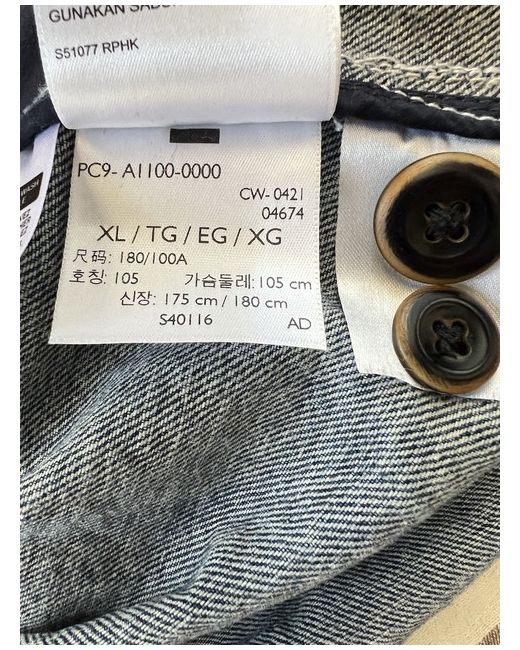 GUNAKAN
S51077 RPHK
PC9- A1100-0000
CW- 0421
04674
XL / TG / EG / XG
尺码: 180/100A
호칭: 105 가슴둘레: 105 cm
신장: 175 cm / 180 cm
S40116 AD
WASH